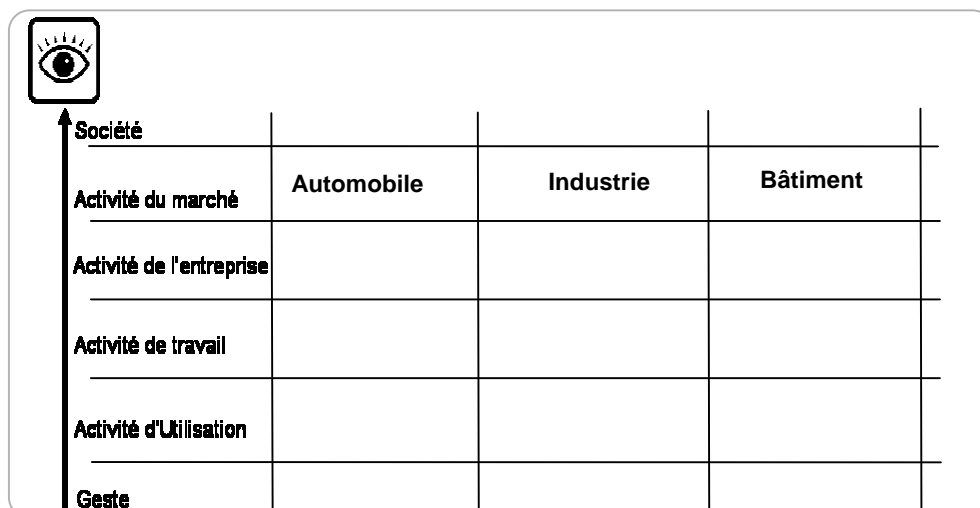 Société
Activité du marché
Automobile
Industrie
Bâtiment
Activité de l'entreprise
Activité de travail
Activité d'Utilisation
Geste